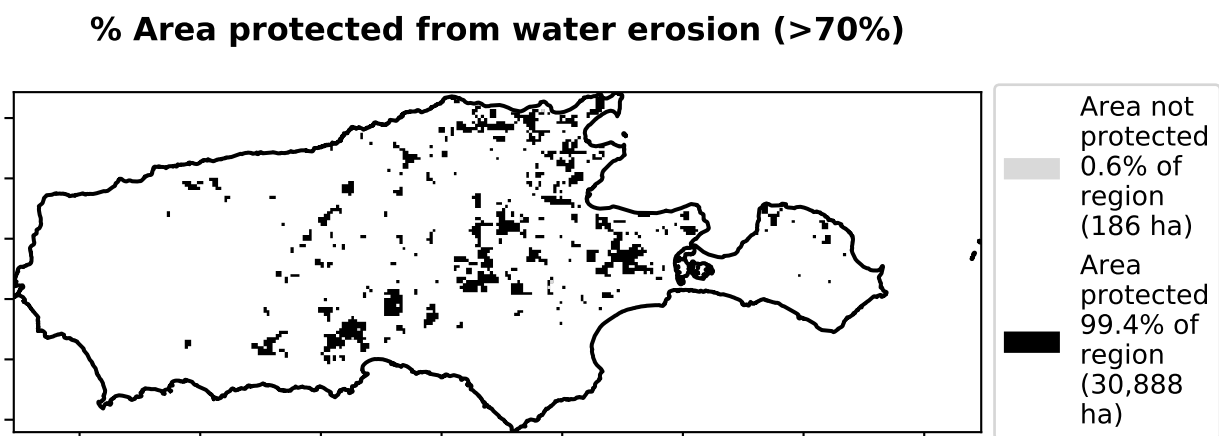 % Area protected from water erosion (>70%)
Area not
protected
0.6% of
region
(186 ha)
Area
protected
99.4% of
region
(30,888
ha)